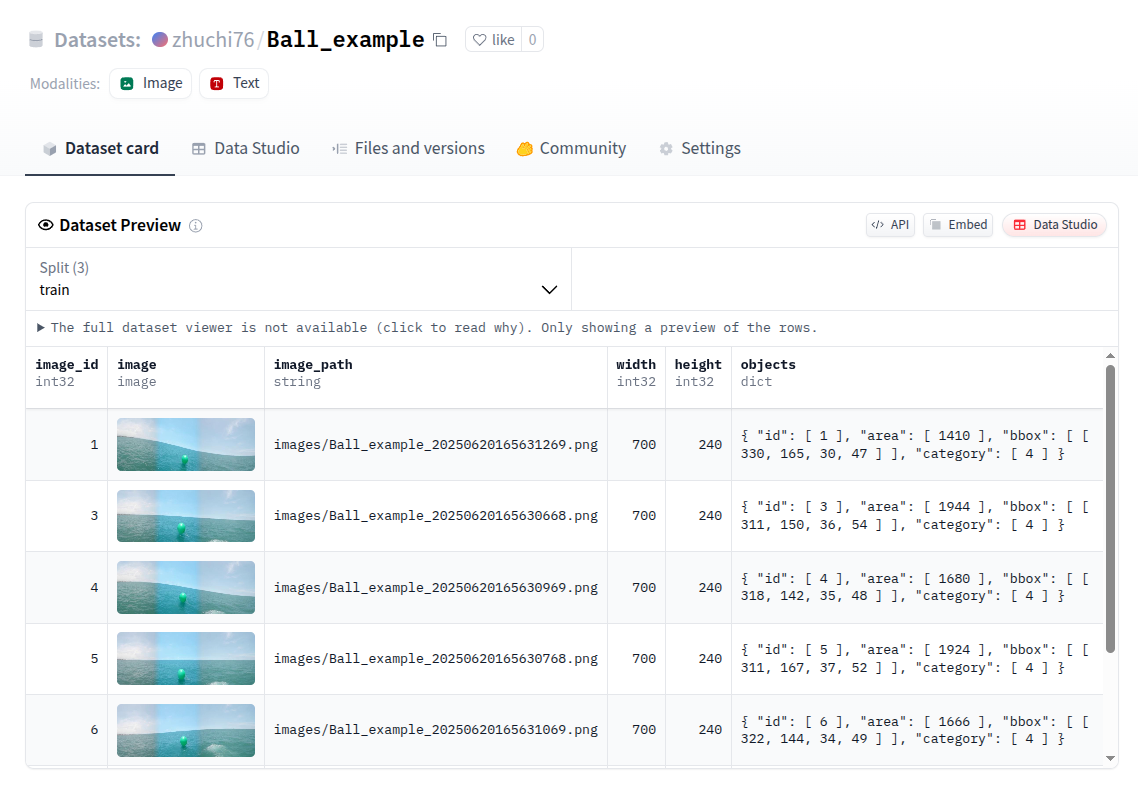 Datasets: zhuchi76/Ball_example like 0
Modalities: Image Text
Dataset card Data Studio Files and versions Community Settings
Dataset Preview API Embed Data Studio
Split (3)
train
The full dataset viewer is not available (click to read why). Only showing a preview of the rows.
image_id image image_path width height objects
int32 image string int32 int32 dict
1 images/Ball_example_20250620165631269.png 700 240 { "id": [ 1 ], "area": [ 1410 ], "bbox": [ [
330, 165, 30, 47 ] ], "category": [ 4 ] }
3 images/Ball_example_20250620165630668.png 700 240 { "id": [ 3 ], "area": [ 1944 ], "bbox": [ [
311, 150, 36, 54 ] ], "category": [ 4 ] }
4 images/Ball_example_20250620165630969.png 700 240 { "id": [ 4 ], "area": [ 1680 ], "bbox": [ [
318, 142, 35, 48 ] ], "category": [ 4 ] }
5 images/Ball_example_20250620165630768.png 700 240 { "id": [ 5 ], "area": [ 1924 ], "bbox": [ [
311, 167, 37, 52 ] ], "category": [ 4 ] }
6 images/Ball_example_20250620165631069.png 700 240 { "id": [ 6 ], "area": [ 1666 ], "bbox": [ [
322, 144, 34, 49 ] ], "category": [ 4 ] }